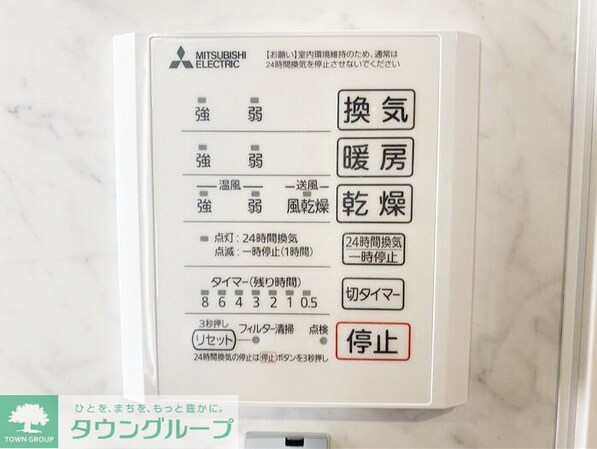 MITSUBISHI ELECTRIC
【お願い】室内環境維持のため、通常は
24時間換気を停止させないでください
強 弱 換気
強 弱 暖房
温風 送風
強 弱 風乾燥 乾燥
点灯：24時間換気
点滅：一時停止(1時間)
24時間換気
一時停止
タイマー(残り時間)
8 6 4 3 2 1 0.5
切タイマー
3秒押し
リセット フィルター清掃 点検
停止
24時間換気の停止は停止ボタンを3秒押し
TOWN GROUP
ひとを、まちを、もっと豊かに。
タウングループ